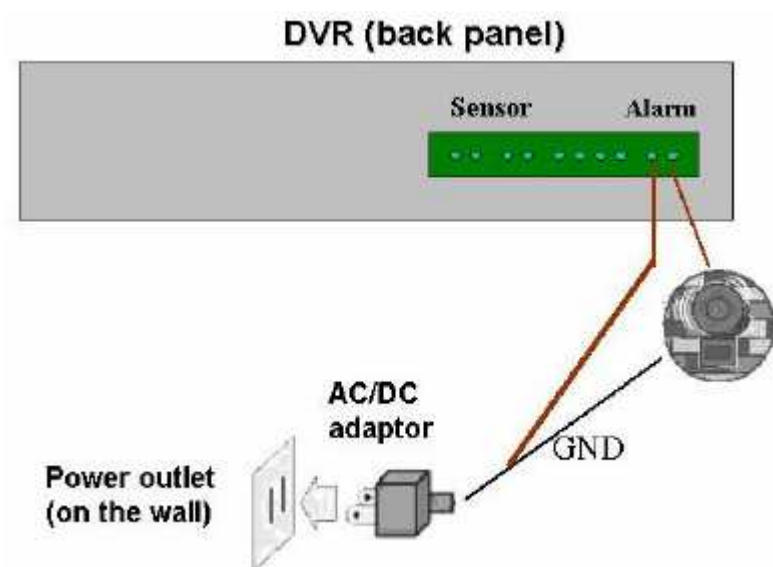 DVR (back panel)
Sensor
Alarm
AC/DC
adaptor
GND
Power outlet
(on the wall)